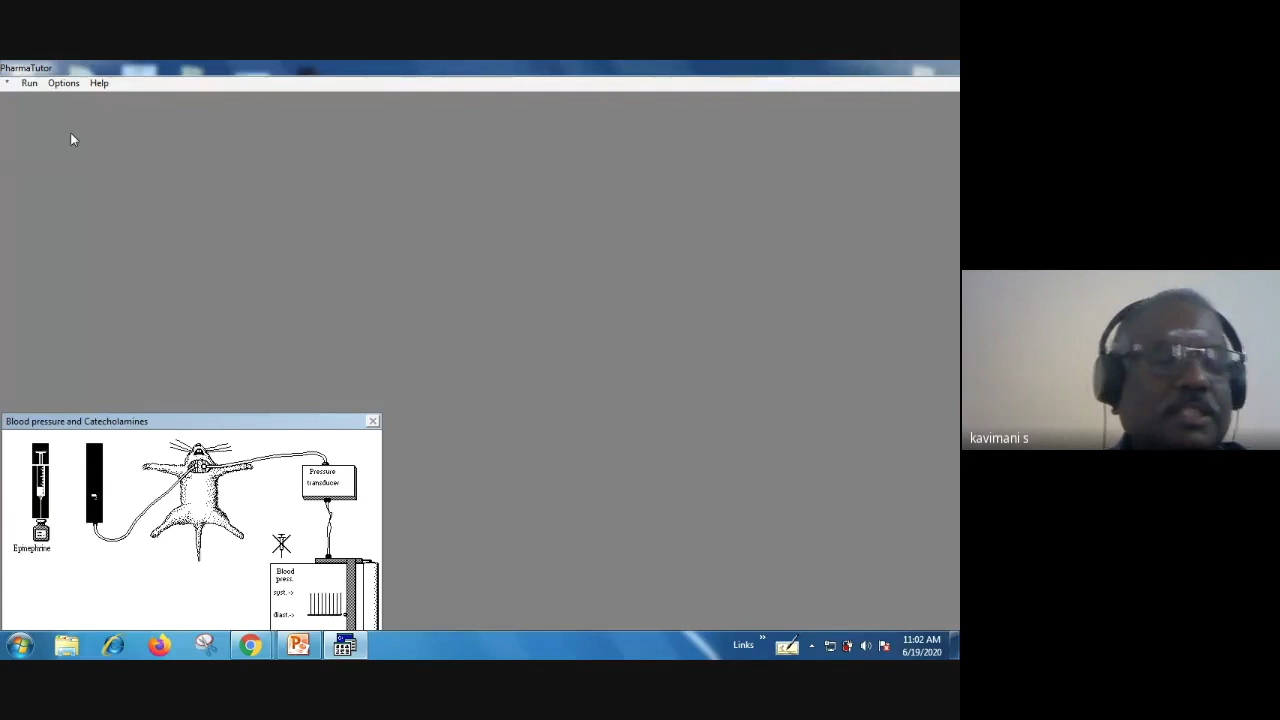 PharmaTutor
* Run Options Help
Blood pressure and Catecholamines
Pressure
transducer
Epinephrine
Blood
press.
syst.->
diast.->
kavimani s
Links »
11:02 AM
6/19/2020